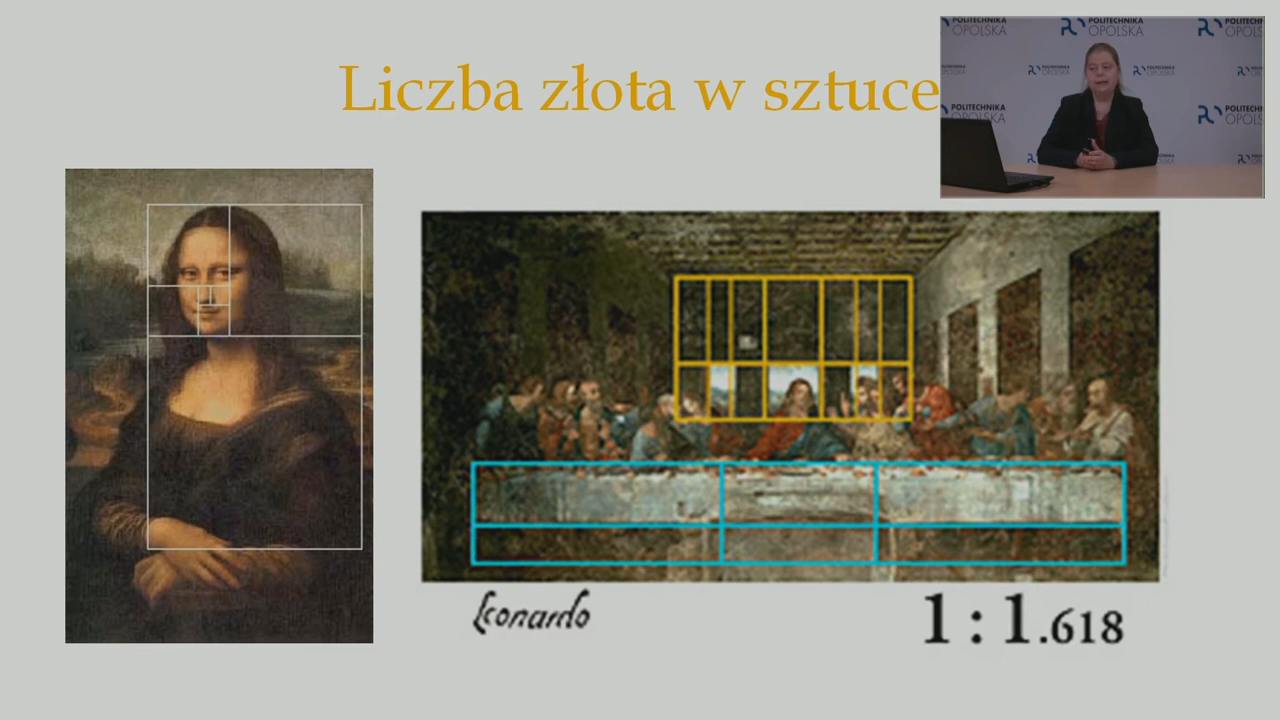 Liczba złota w sztuce
POLITECHNIKA
OPOLSKA
Leonardo
1 : 1.618